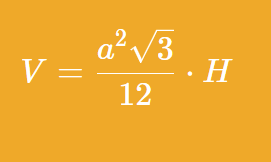 V = \frac{a^2\sqrt{3}}{12} \cdot H